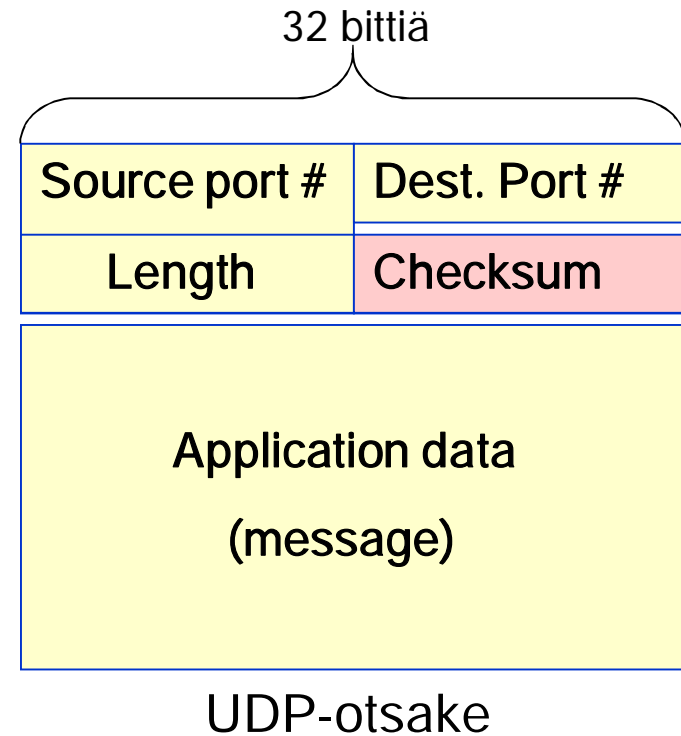 32 bittiä
Source port # Dest. Port #
Length Checksum
Application data
(message)
UDP-otsake